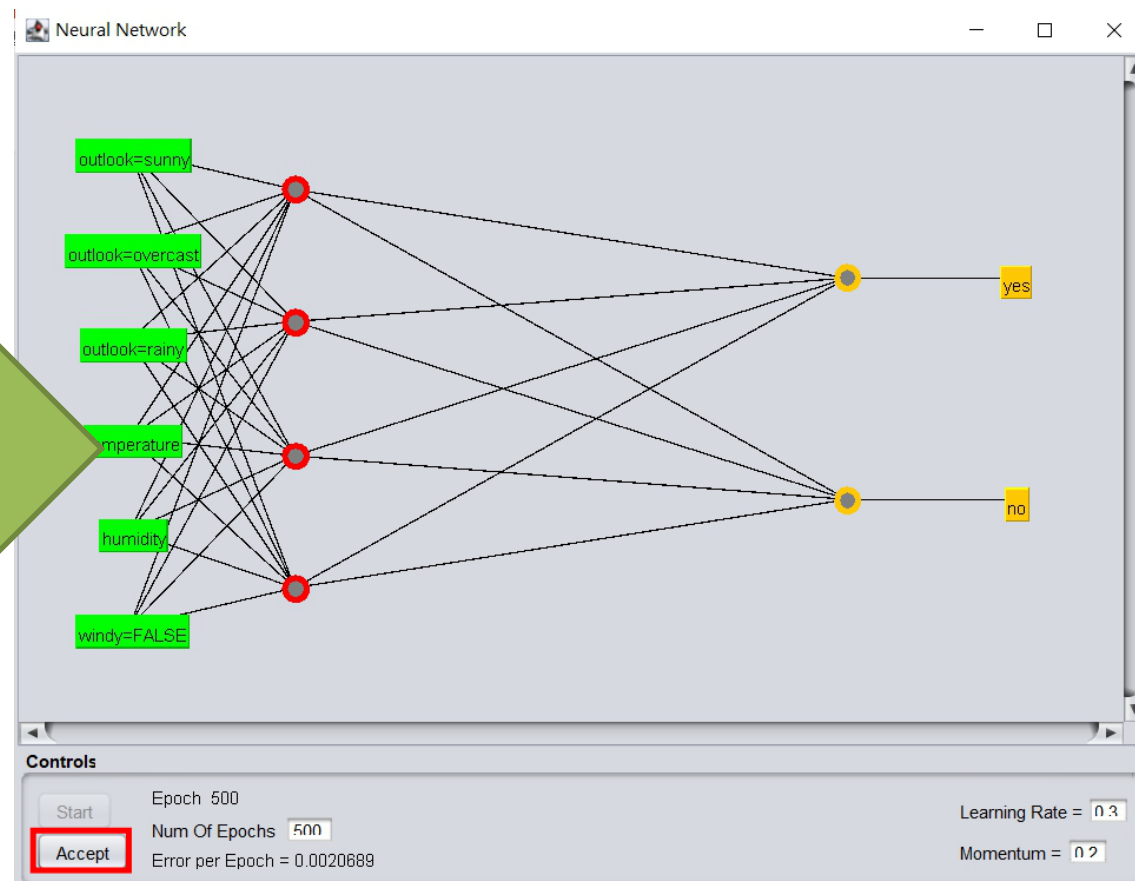 Neural Network
outlook=sunny
outlook=overcast
yes
outlook=rainy
mperature
no
humidity
windy=FALSE
Controls
Start
Epoch 500
Learning Rate = 0.3
Num Of Epochs 500
Accept
Error per Epoch = 0.0020689
Momentum = 0.2